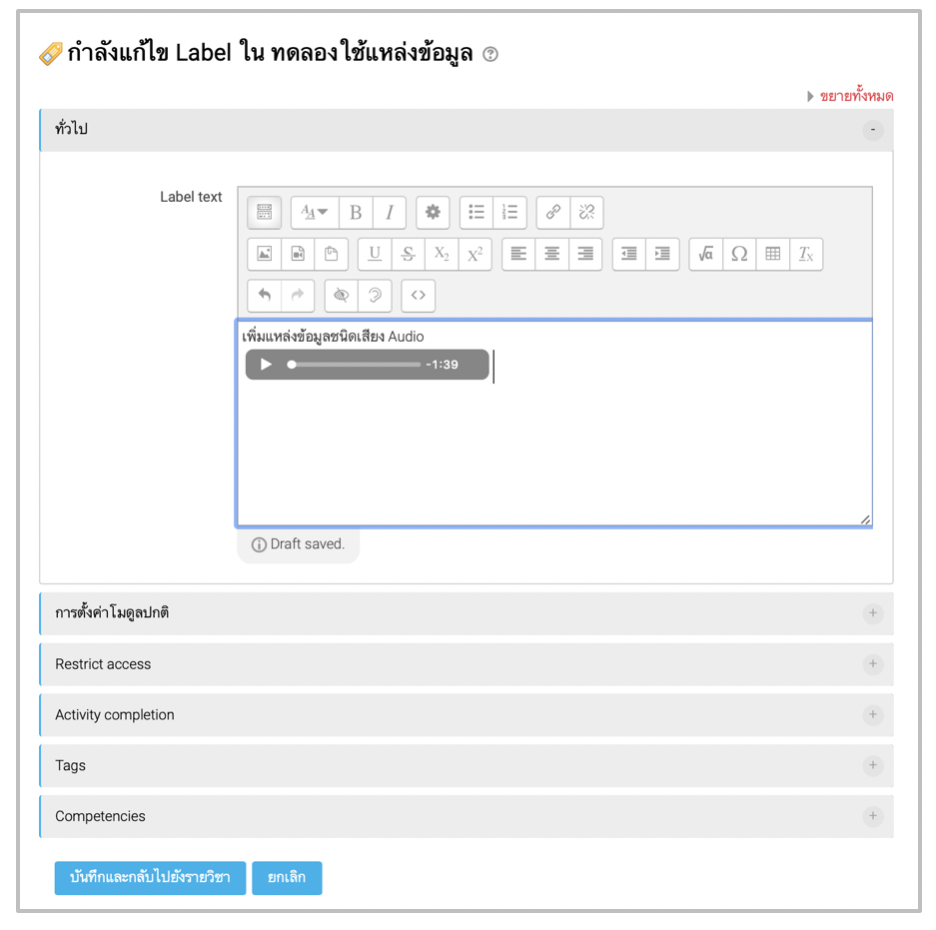 กำลังแก้ไข Label ใน ทดลองใช้แหล่งข้อมูล
ขยายทั้งหมด
ทั่วไป
Label text
เพิ่มแหล่งข้อมูลชนิดเสียง Audio
-1:39
Draft saved.
การตั้งค่าโมดูลปกติ
Restrict access
Activity completion
Tags
Competencies
บันทึกและกลับไปยังรายวิชา ยกเลิก